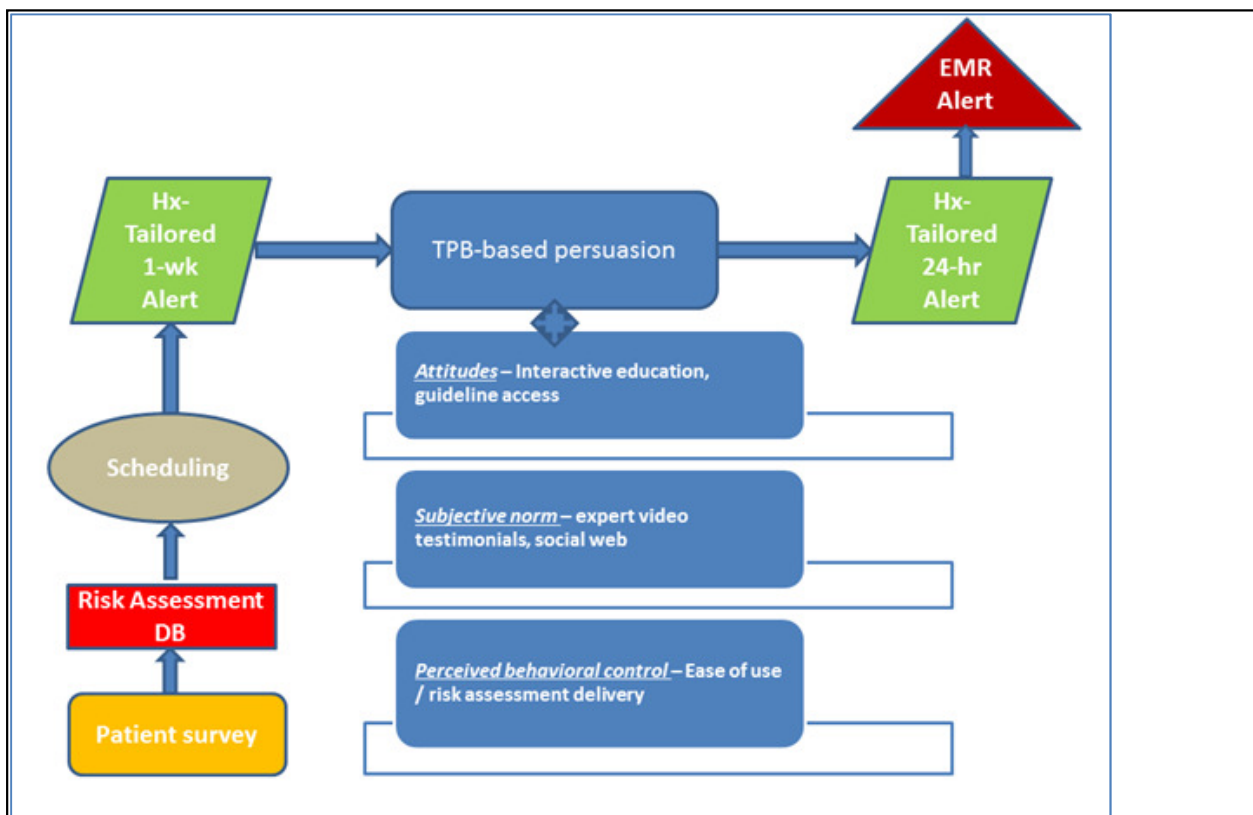 EMR
Alert
Hx-
Tailored
1-wk
Alert
TPB-based persuasion
Hx-
Tailored
24-hr
Alert
Attitudes – Interactive education,
guideline access
Scheduling
Subjective norm – expert video
testimonials, social web
Risk Assessment
DB
Perceived behavioral control – Ease of use
/ risk assessment delivery
Patient survey